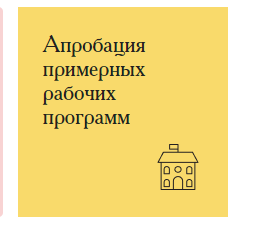 Апробация
примерных
рабочих
программ